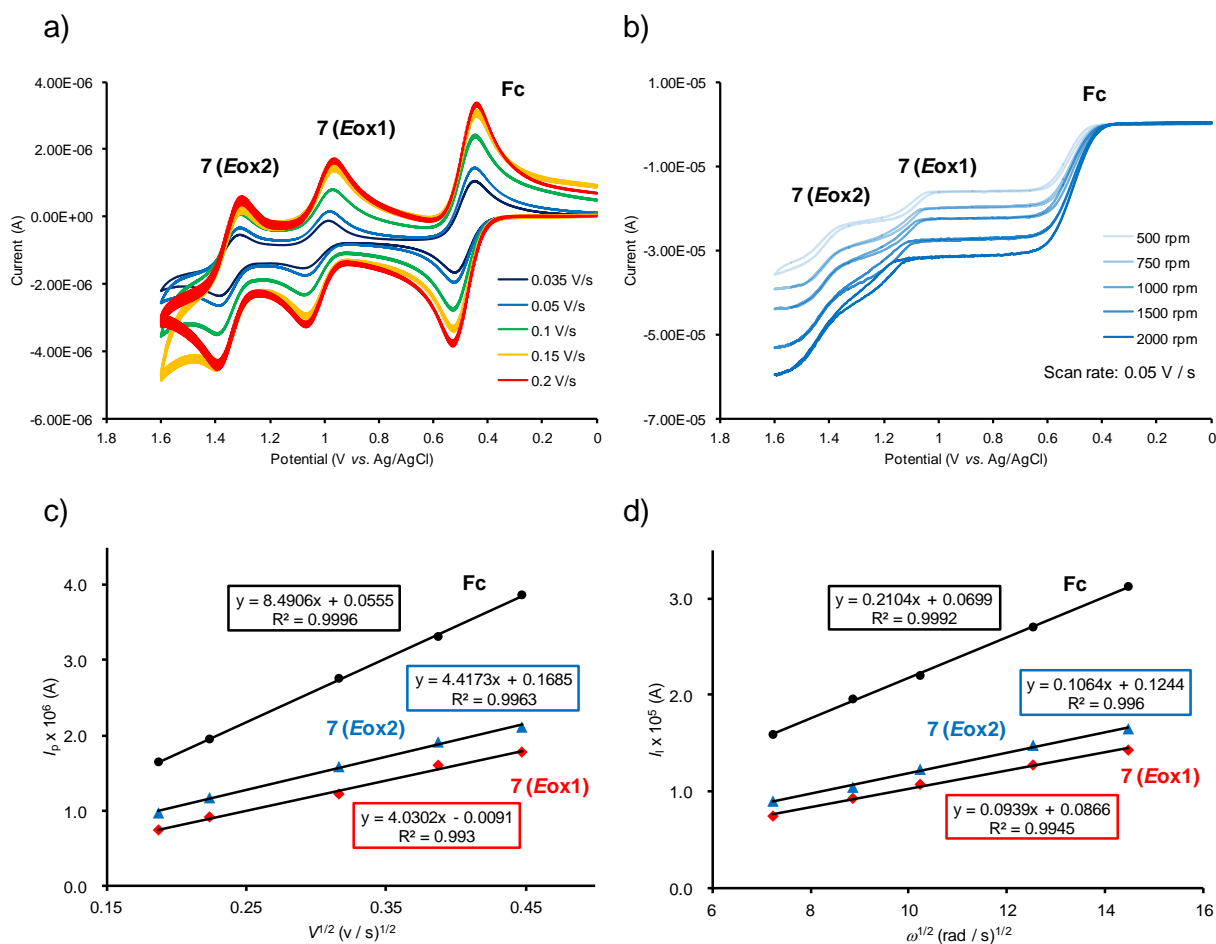 a)
4.00E-06
2.00E-06
0.00E+00
-2.00E-06
-4.00E-06
-6.00E-06
Current (A)
Fc
7 (Eox1)
7 (Eox2)
0.035 V/s
0.05 V/s
0.1 V/s
0.15 V/s
0.2 V/s
1.8 1.6 1.4 1.2 1 0.8 0.6 0.4 0.2 0
Potential (V vs. Ag/AgCl)
b)
1.00E-05
-1.00E-05
-3.00E-05
-5.00E-05
-7.00E-05
Current (A)
Fc
7 (Eox1)
7 (Eox2)
500 rpm
750 rpm
1000 rpm
1500 rpm
2000 rpm
Scan rate: 0.05 V / s
1.8 1.6 1.4 1.2 1 0.8 0.6 0.4 0.2 0
Potential (V vs. Ag/AgCl)
c)
4.0
3.0
2.0
1.0
0.0
Ip x 10⁶ (A)
Fc
y = 8.4906x + 0.0555
R² = 0.9996
y = 4.4173x + 0.1685
R² = 0.9963
7 (Eox2)
7 (Eox1)
y = 4.0302x - 0.0091
R² = 0.993
0.15 0.25 0.35 0.45
V¹/² (v / s)¹/²
d)
3.0
2.0
1.0
0.0
Iₗ x 10⁵ (A)
Fc
y = 0.2104x + 0.0699
R² = 0.9992
y = 0.1064x + 0.1244
R² = 0.996
7 (Eox2)
7 (Eox1)
y = 0.0939x + 0.0866
R² = 0.9945
6 8 10 12 14 16
ω¹/² (rad / s)¹/²